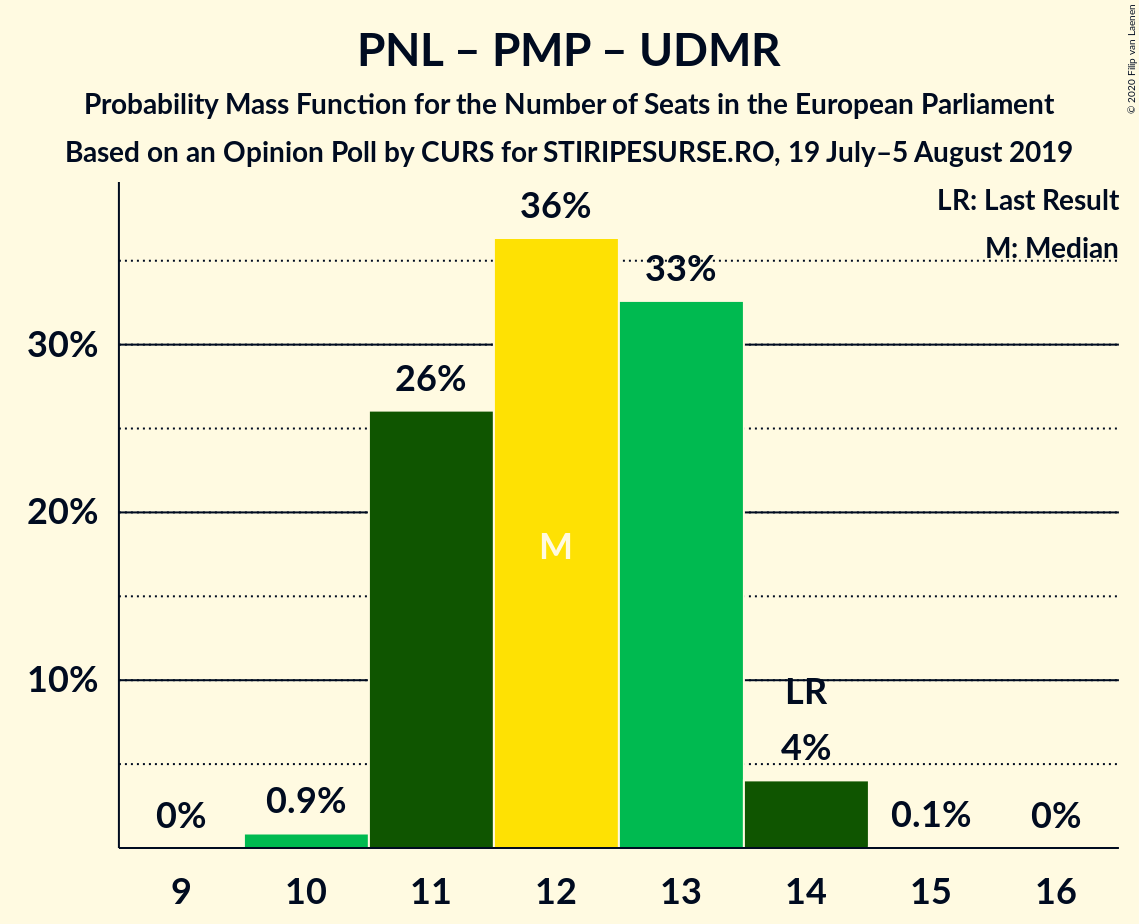 PNL – PMP – UDMR
Probability Mass Function for the Number of Seats in the European Parliament
Based on an Opinion Poll by CURS for STIRIPESURSE.RO, 19 July–5 August 2019
© 2020 Filip van Laenen
LR: Last Result
M: Median
36%
33%
30%
26%
20%
M
10%
LR
4%
0%
0.9%
0.1%
0%
9 10 11 12 13 14 15 16